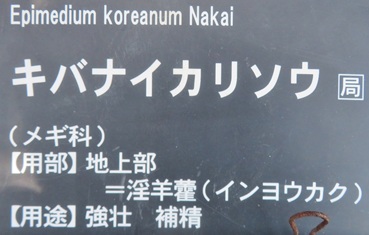 Epimedium koreanum Nakai
キバナイカリソウ 局
(メギ科)
【用部】地上部
=淫羊藿(インヨウカク)
【用途】強壮 補精